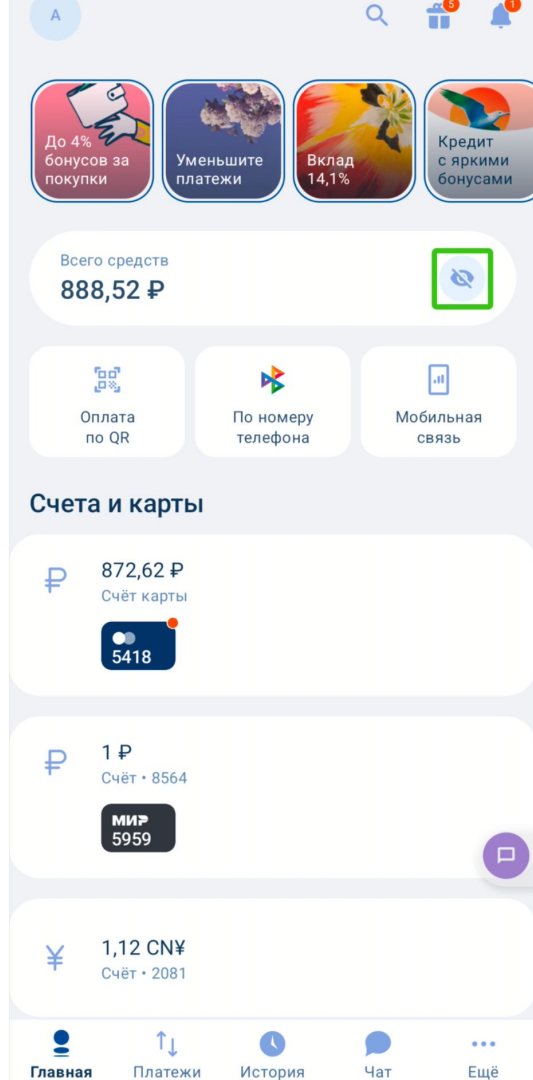 A
5
1
До 4%
бонусов за
покупки
Уменьшите
платежи
Вклад
14,1%
Кредит
с яркими
бонусами
Всего средств
888,52 ₽
Оплата
по QR
По номеру
телефона
Мобильная
связь
Счета и карты
₽
872,62 ₽
Счёт карты
5418
₽
1 ₽
Счёт • 8564
МИР
5959
¥
1,12 CN¥
Счёт • 2081
Главная
Платежи
История
Чат
Ещё